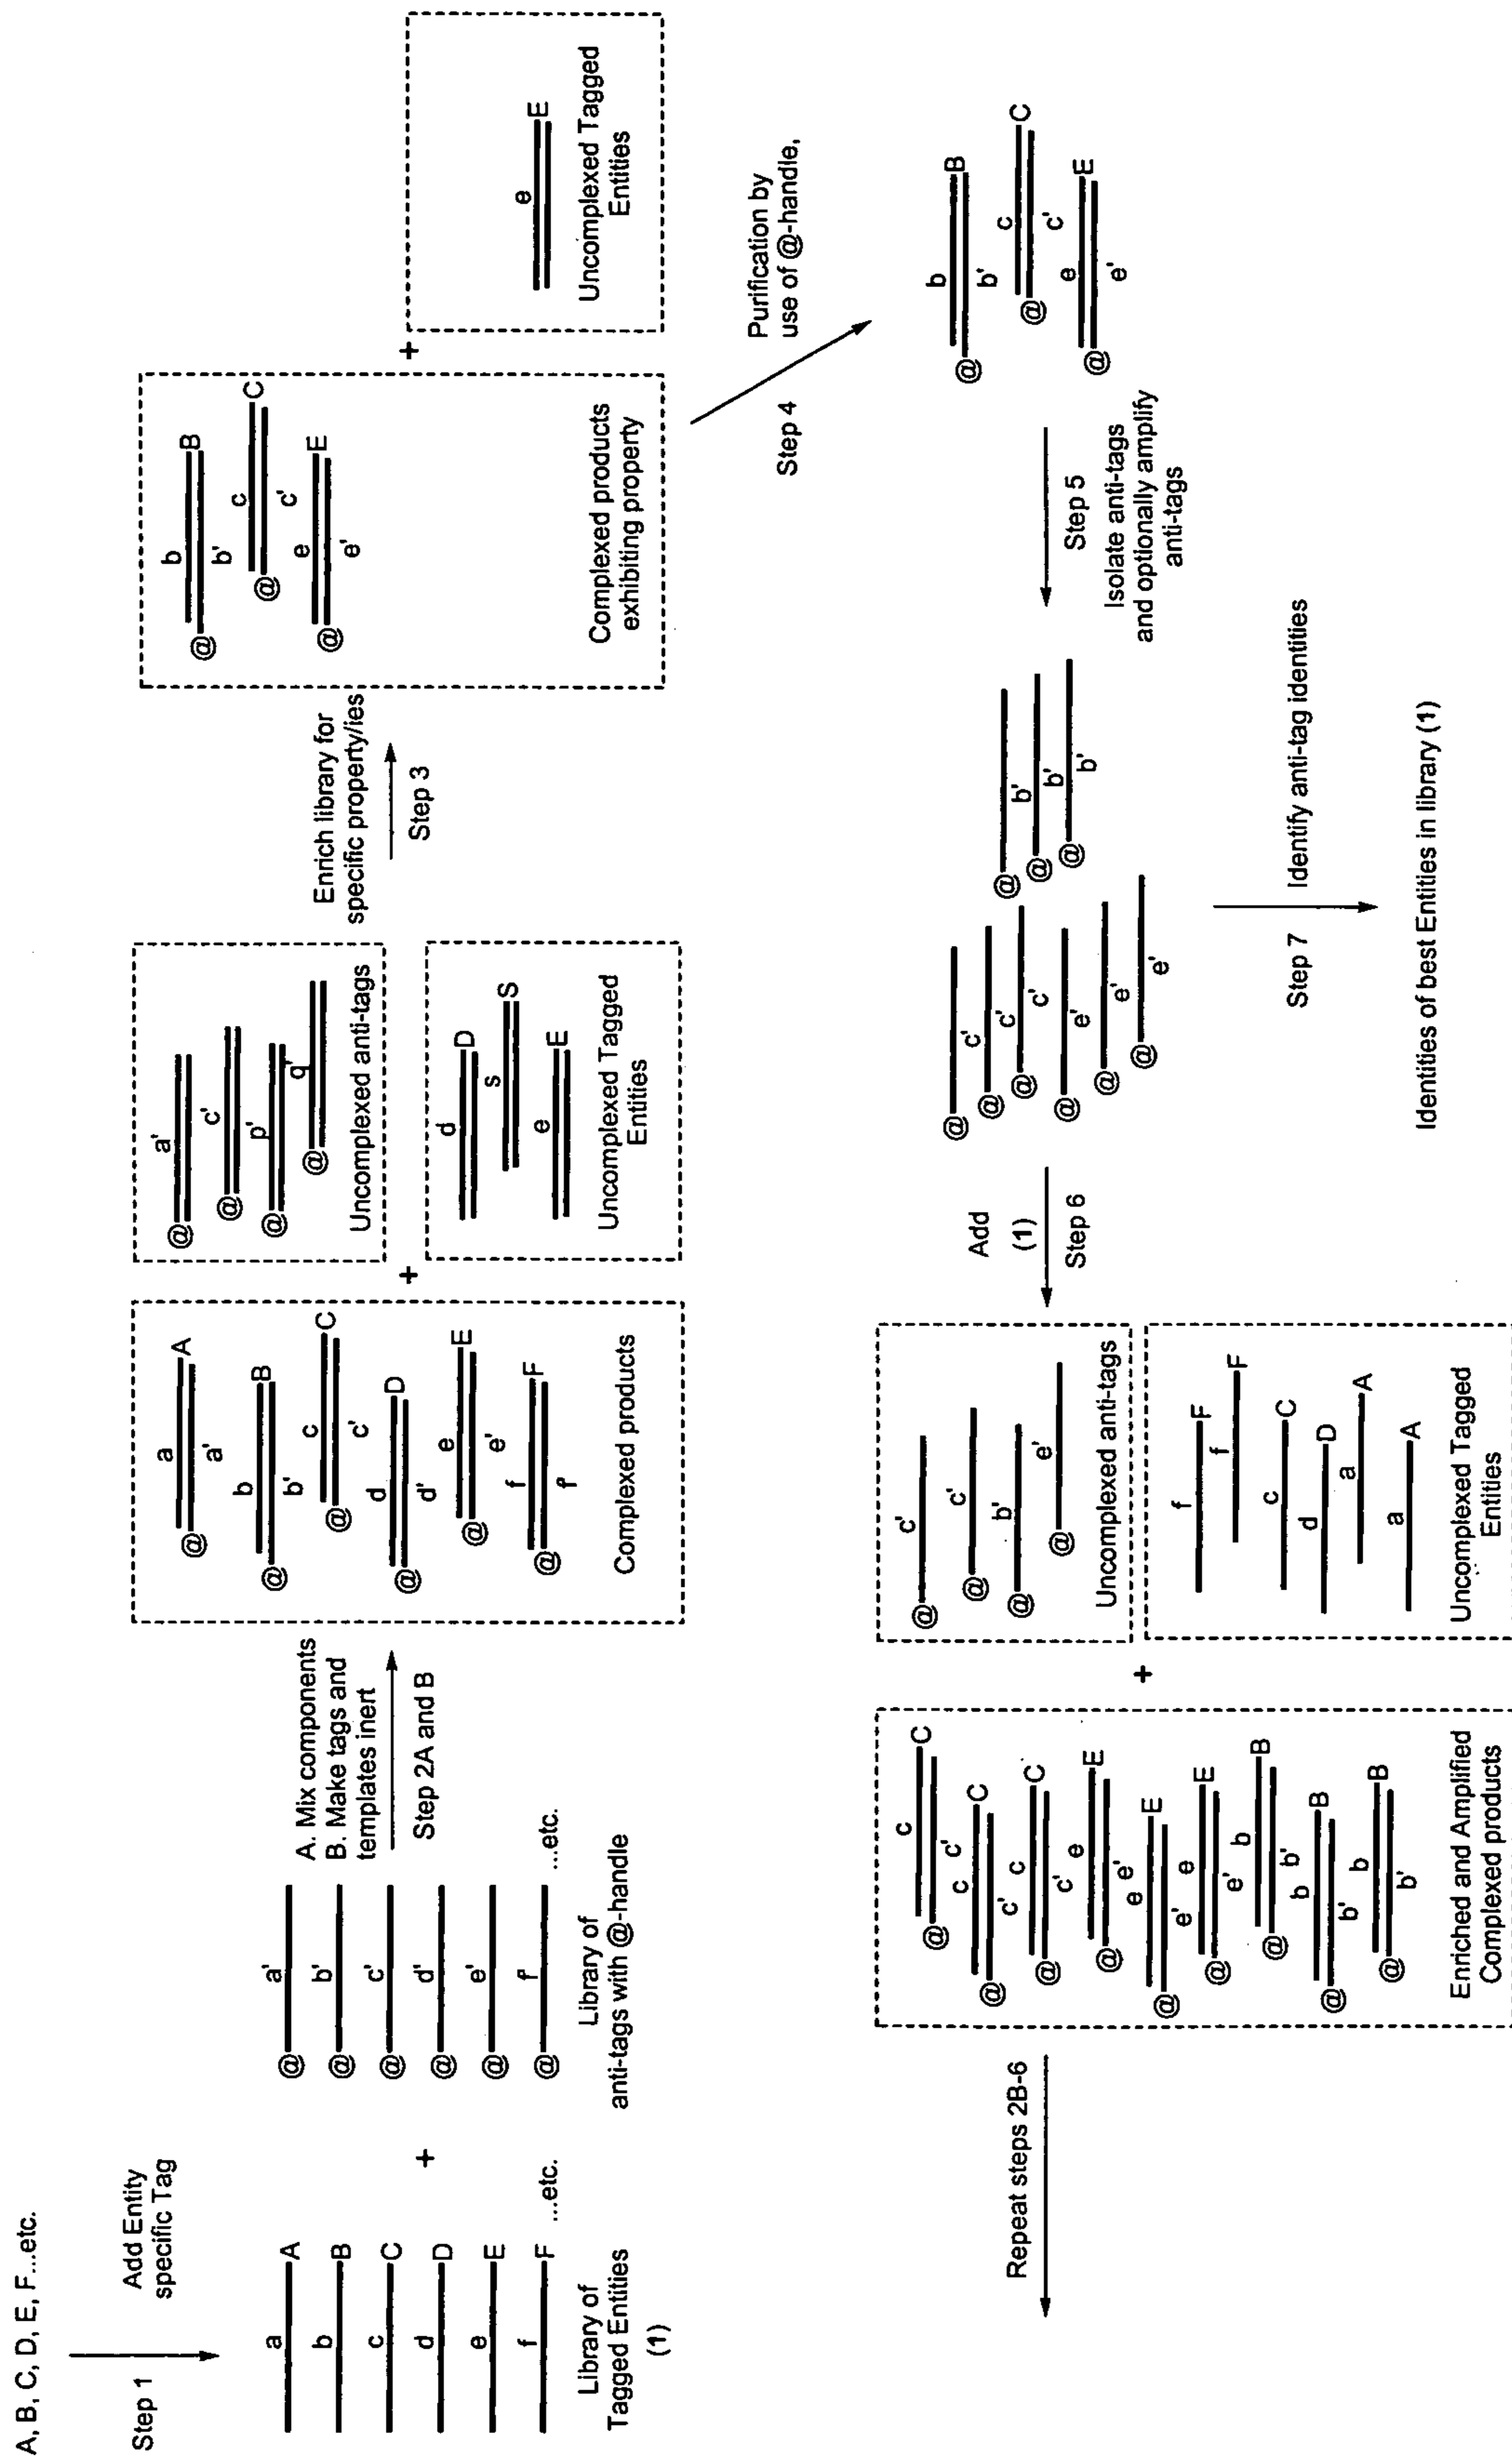 A, B, C, D, E, F...etc.
Step 1
Add Entity
specific Tag
a
A
b
B
c
C
d
D
e
E
f
F
...etc.
Library of
Tagged Entities
(1)
+
@
a'
@
b'
@
c'
@
d'
@
e'
@
f'
...etc.
Library of
anti-tags with @-handle
A. Mix components
B. Make tags and
templates inert
Step 2A and B
a
A
@
a'
b
B
@
b'
c
C
@
c'
d
D
@
d'
e
E
@
e'
f
F
@
f'
Complexed products
+
a'
@
c'
@
p'
@
q'
@
Uncomplexed anti-tags
d
D
s
S
e
E
Uncomplexed Tagged
Entities
Enrich library for
specific property/ies
Step 3
b
B
@
b'
c
C
@
c'
e
E
@
e'
Complexed products
exhibiting property
+
e
E
Uncomplexed Tagged
Entities
Step 4
Purification by
use of @-handle,
b
B
@
b'
c
C
@
c'
e
E
@
e'
Step 5
Isolate anti-tags
and optionally amplify
anti-tags
@
c'
@
c'
@
c'
@
e'
@
e'
@
e'
@
b'
@
b'
@
b'
Step 7
Identify anti-tag identities
Identities of best Entities in library (1)
Add
(1)
Step 6
c'
@
c'
@
b'
@
e'
@
Uncomplexed anti-tags
f
F
f
F
c
C
d
D
a
A
a
A
Uncomplexed Tagged
Entities
+
c
C
@
c'
c
C
@
c'
c
C
@
c'
e
E
@
e'
e
E
@
e'
e
E
@
e'
b
B
@
b'
b
B
@
b'
b
B
@
b'
Enriched and Amplified
Complexed products
Repeat steps 2B-6